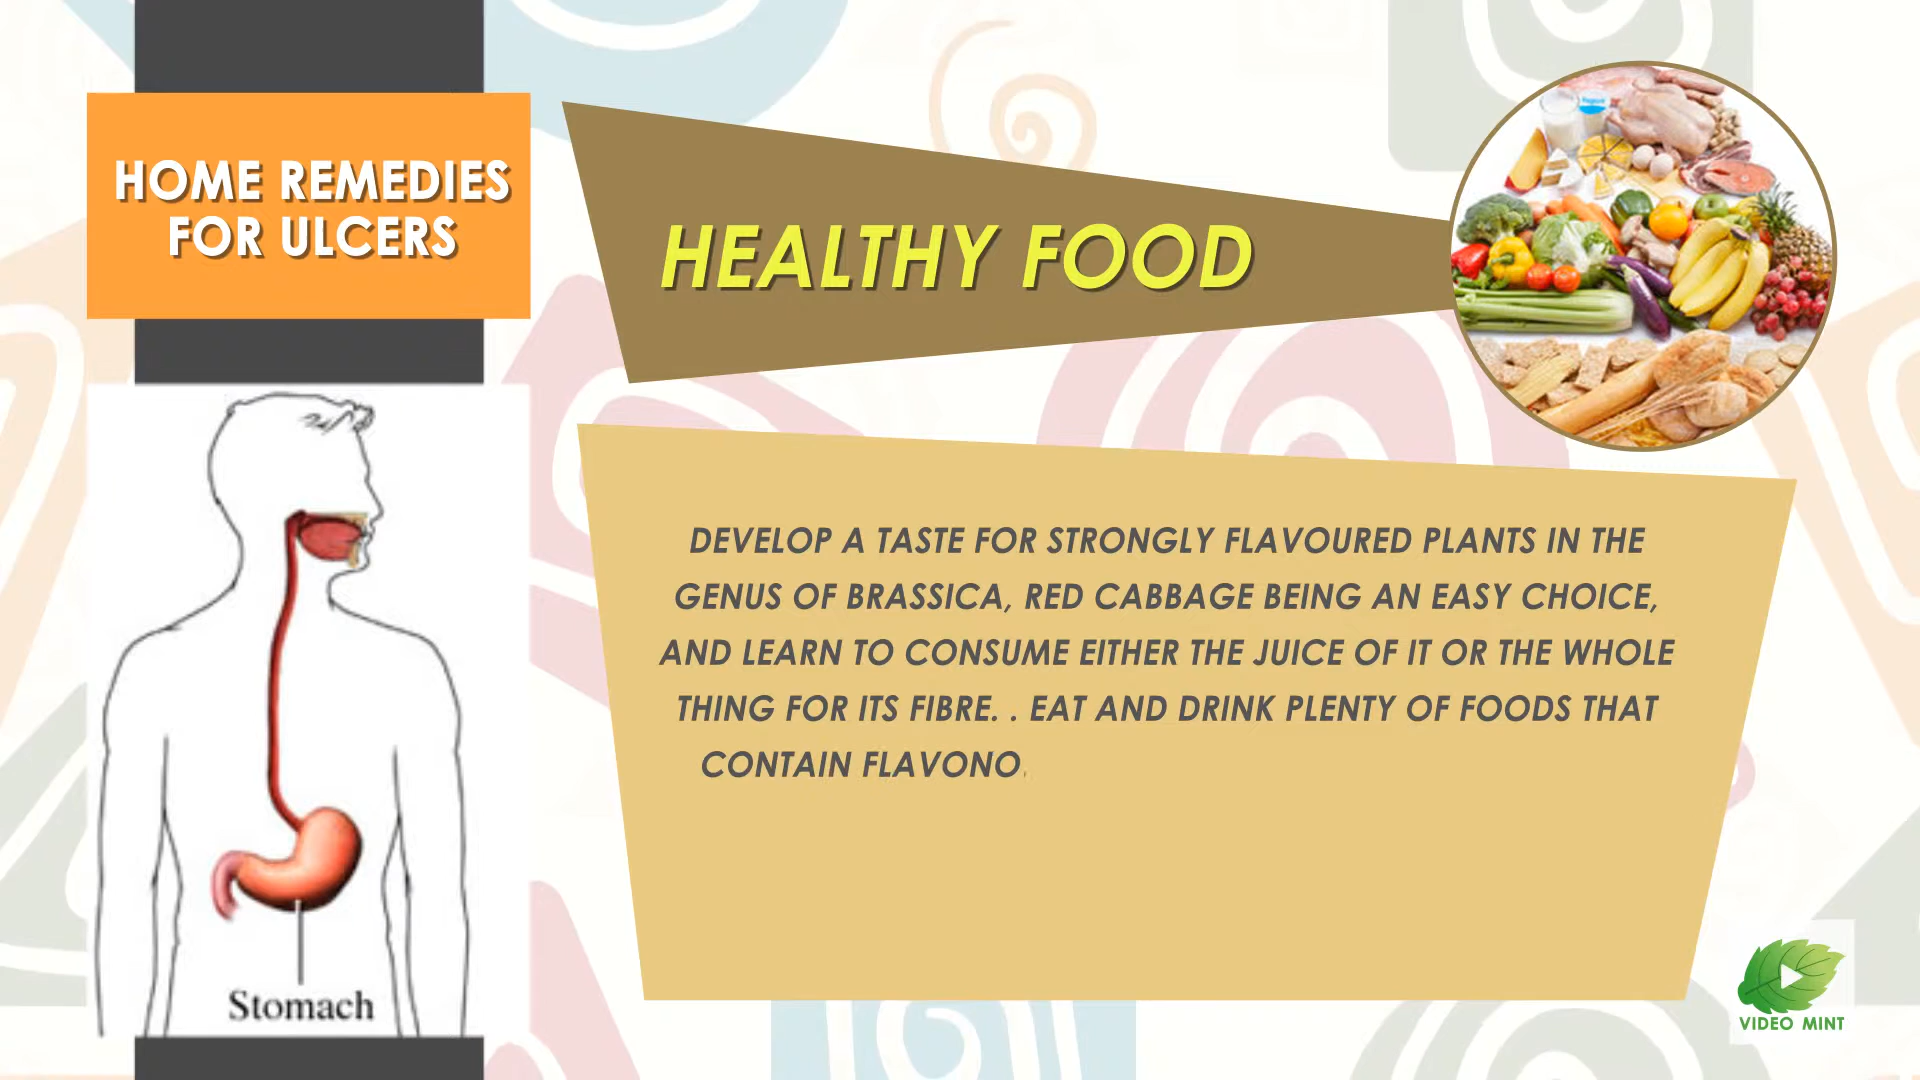 HOME REMEDIES
FOR ULCERS
HEALTHY FOOD
DEVELOP A TASTE FOR STRONGLY FLAVOURED PLANTS IN THE
GENUS OF BRASSICA, RED CABBAGE BEING AN EASY CHOICE,
AND LEARN TO CONSUME EITHER THE JUICE OF IT OR THE WHOLE
THING FOR ITS FIBRE. . EAT AND DRINK PLENTY OF FOODS THAT
CONTAIN FLAVONO
Stomach
VIDEO MINT